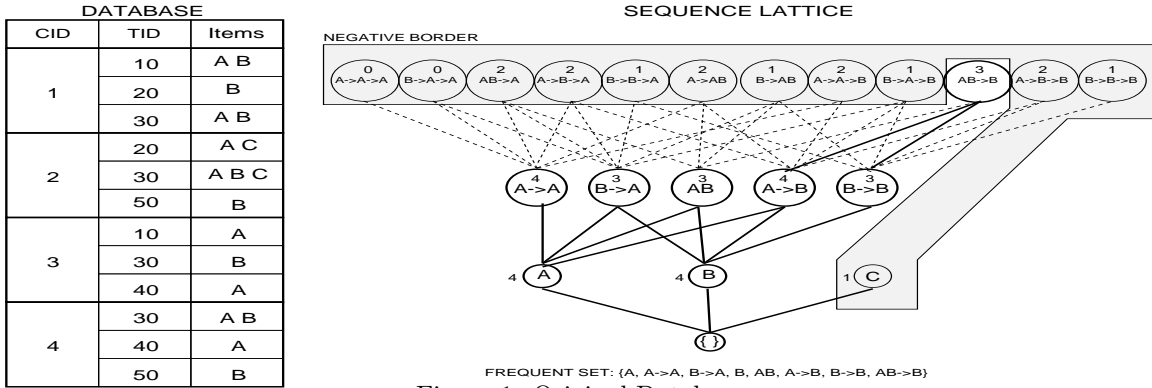 DATABASE
CID TID Items
1
10 A B
20 B
30 A B
2
20 A C
30 A B C
50 B
3
10 A
30 B
40 A
4
30 A B
40 A
50 B
SEQUENCE LATTICE
NEGATIVE BORDER
0 0 2 2 1 2 1 2 1 3 2 1
A->A->A B->A->A AB->A A->B->A B->B->A A->AB B->AB A->A->B B->A->B AB->B A->B->B B->B->B
4 3 3 4 3
A->A B->A AB A->B B->B
4 A 4 B 1 C
{ }
FREQUENT SET: {A, A->A, B->A, B, AB, A->B, B->B, AB->B}